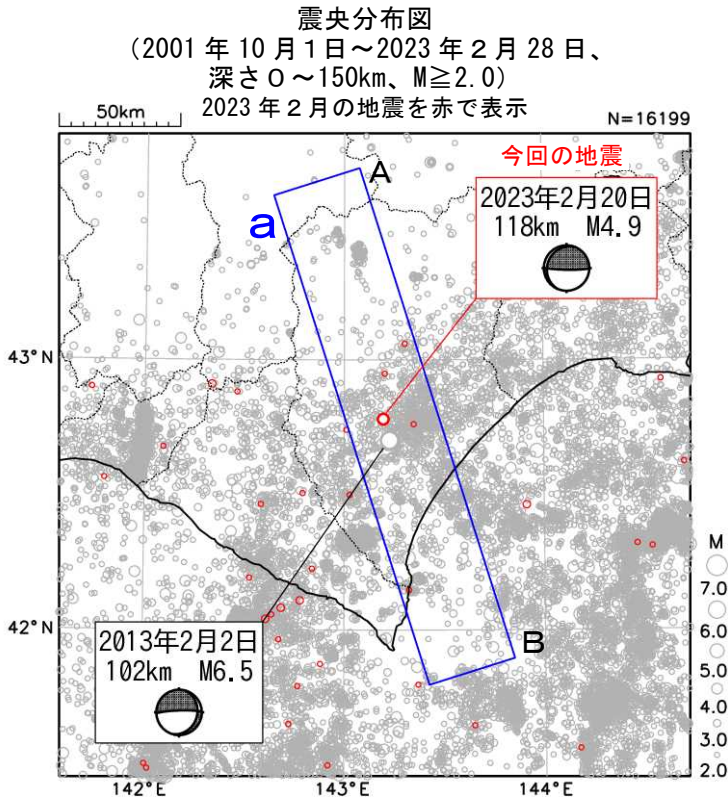 震央分布図
（2001 年 10 月１日～2023 年２月 28 日、
深さ０～150km、M≧2.0）
2023 年２月の地震を赤で表示
50km
N=16199
今回の地震
A
a
2023年2月20日
118km M4.9
43°N
M
7.0
6.0
5.0
4.0
3.0
2.0
42°N
2013年2月2日
102km M6.5
B
142°E
143°E
144°E